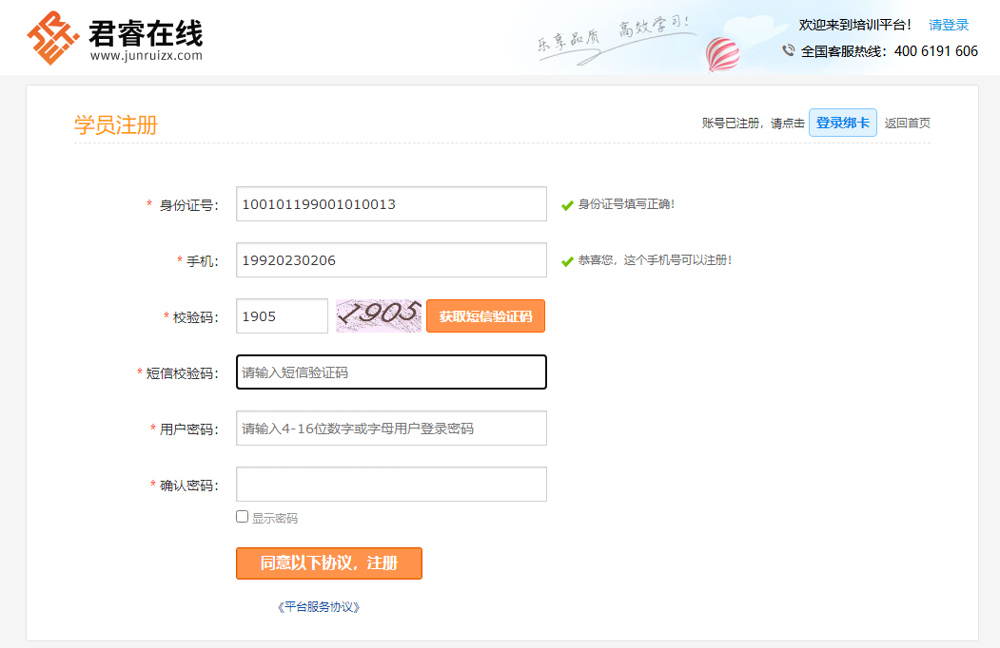 君睿在线
www.junruizx.com
乐享品质 高效学习!
欢迎来到培训平台! 请登录
全国客服热线:400 6191 606
学员注册
账号已注册,请点击 登录绑卡 返回首页
* 身份证号: 100101199001010013 身份证号填写正确!
* 手机: 19920230206 恭喜您,这个手机号可以注册!
* 校验码: 1905 1905 获取短信验证码
* 短信校验码: 请输入短信验证码
* 用户密码: 请输入4-16位数字或字母用户登录密码
* 确认密码:
显示密码
同意以下协议,注册
《平台服务协议》